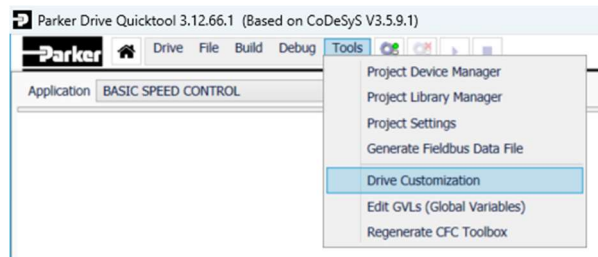 Parker Drive Quicktool 3.12.66.1 (Based on CoDeSyS V3.5.9.1)
Parker Drive File Build Debug Tools
Application BASIC SPEED CONTROL
Project Device Manager
Project Library Manager
Project Settings
Generate Fieldbus Data File
Drive Customization
Edit GVLs (Global Variables)
Regenerate CFC Toolbox